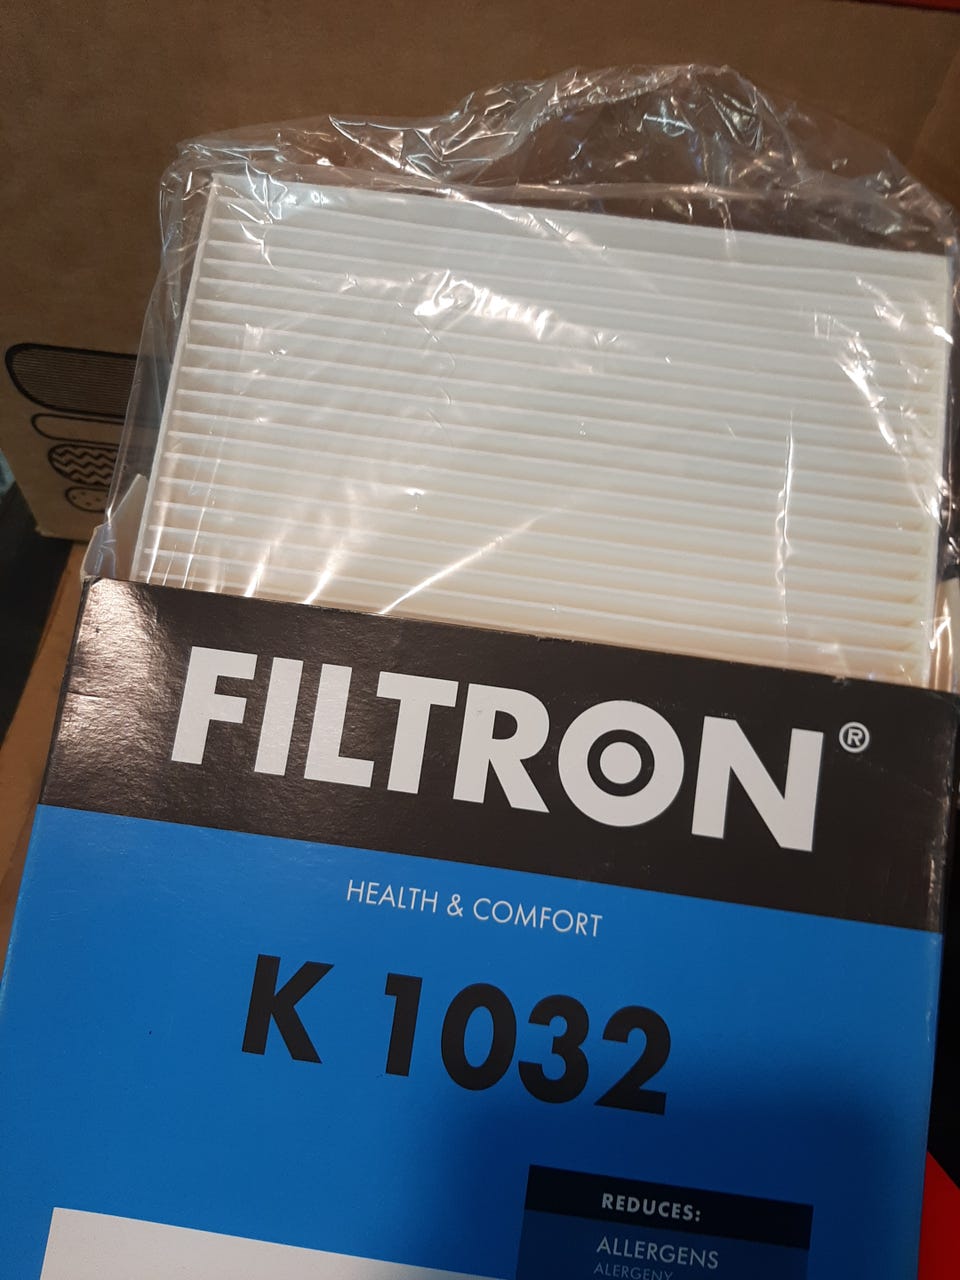 FILTRON®
HEALTH & COMFORT
K 1032
REDUCES:
ALLERGENS
ALERGENY